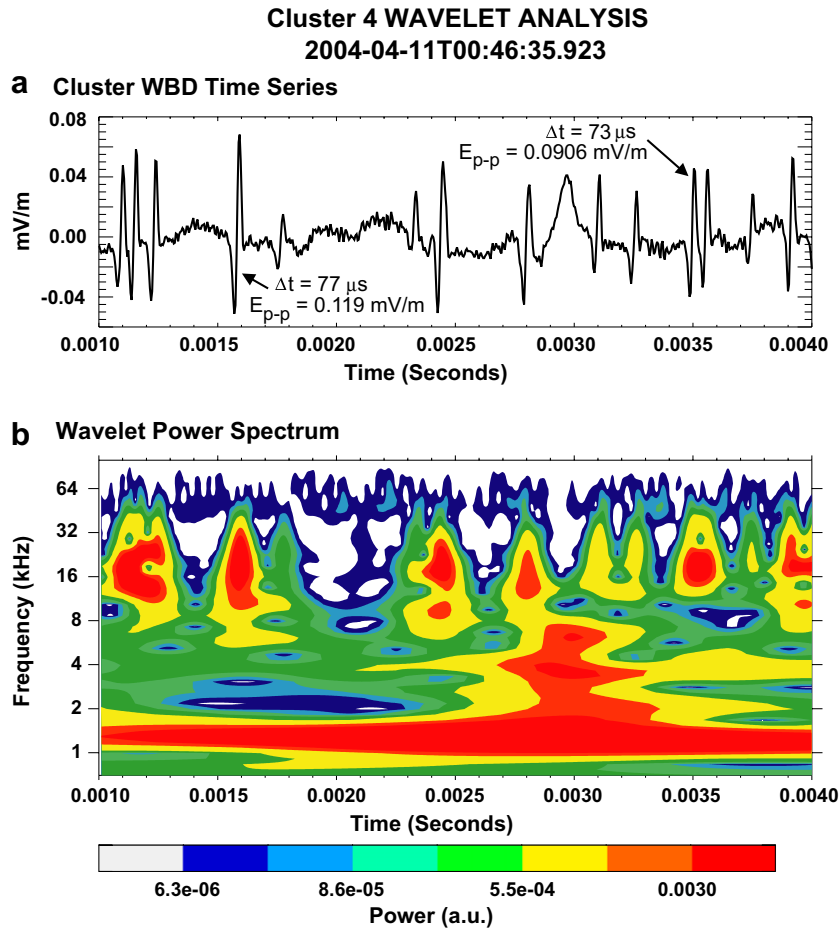 Cluster 4 WAVELET ANALYSIS
2004-04-11T00:46:35.923
a Cluster WBD Time Series
0.08
0.04
0.00
-0.04
mV/m
Δt = 73 μs
Ep-p = 0.0906 mV/m
Δt = 77 μs
Ep-p = 0.119 mV/m
0.0010 0.0015 0.0020 0.0025 0.0030 0.0035 0.0040
Time (Seconds)
b Wavelet Power Spectrum
64
32
16
8
4
2
1
Frequency (kHz)
0.0010 0.0015 0.0020 0.0025 0.0030 0.0035 0.0040
Time (Seconds)
6.3e-06 8.6e-05 5.5e-04 0.0030
Power (a.u.)